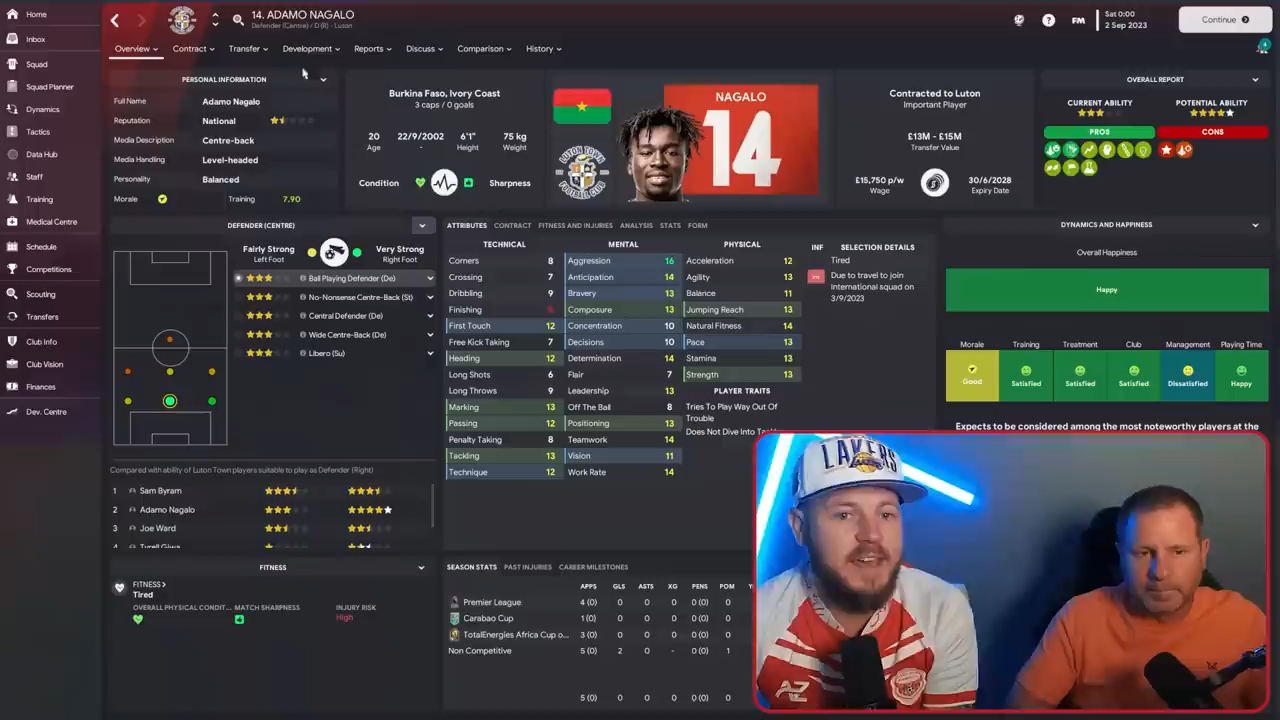 Home
Inbox
Squad
Squad Planner
Dynamics
Tactics
Data Hub
Staff
Training
Medical Centre
Schedule
Competitions
Scouting
Transfers
Club Info
Club Vision
Finances
Dev. Centre
14. ADAMO NAGALO
Defender (Centre) / D (R) - Luton
FM
Sat 0:00
2 Sep 2023
Continue
Overview
Contract
Transfer
Development
Reports
Discuss
Comparison
History
PERSONAL INFORMATION
Full Name Adamo Nagalo
Reputation National
Media Description Centre-back
Media Handling Level-headed
Personality Balanced
Morale Training 7.90
Burkina Faso, Ivory Coast
3 caps / 0 goals
20 22/9/2002 6'1" 75 kg
Age - Height Weight
Condition Sharpness
LUTON TOWN
NAGALO
14
Contracted to Luton
Important Player
£13M - £15M
Transfer Value
£15,750 p/w 30/6/2028
Wage Expiry Date
OVERALL REPORT
CURRENT ABILITY POTENTIAL ABILITY
PROS CONS
DEFENDER (CENTRE)
Fairly Strong Very Strong
Left Foot Right Foot
Ball Playing Defender (De)
No-Nonsense Centre-Back (St)
Central Defender (De)
Wide Centre-Back (De)
Libero (Su)
Compared with ability of Luton Town players suitable to play as Defender (Right)
1 Sam Byram
2 Adamo Nagalo
3 Joe Ward
4 Tyrell Giwa
FITNESS
FITNESS >
Tired
OVERALL PHYSICAL CONDIT... MATCH SHARPNESS INJURY RISK
High
ATTRIBUTES CONTRACT FITNESS AND INJURIES ANALYSIS STATS FORM
TECHNICAL
Corners 8
Crossing 7
Dribbling 9
Finishing
First Touch 12
Free Kick Taking 7
Heading 12
Long Shots 6
Long Throws 9
Marking 13
Passing 12
Penalty Taking 8
Tackling 13
Technique 12
MENTAL
Aggression 16
Anticipation 14
Bravery 13
Composure 13
Concentration 10
Decisions 10
Determination 14
Flair 7
Leadership 13
Off The Ball 8
Positioning 13
Teamwork 14
Vision 11
Work Rate 14
PHYSICAL
Acceleration 12
Agility 13
Balance 11
Jumping Reach 13
Natural Fitness 14
Pace 13
Stamina 13
Strength 13
PLAYER TRAITS
Tries To Play Way Out Of
Trouble
Does Not Dive Into
INF SELECTION DETAILS
Tired
Int Due to travel to join
International squad on
3/9/2023
DYNAMICS AND HAPPINESS
Overall Happiness
Happy
Morale Training Treatment Club Management Playing Time
Good Satisfied Satisfied Satisfied Dissatisfied Happy
Expects to be considered among the most noteworthy players at the
SEASON STATS PAST INJURIES CAREER MILESTONES
APPS GLS ASTS XG PENS POM
Premier League 4 (0) 0 0 0 0 (0) 0
Carabao Cup 1 (0) 0 0 0 0 (0) 0
TotalEnergies Africa Cup o... 3 (0) 0 0 0 0 (0) 0
Non Competitive 5 (0) 2 0 - 0 (0) 1
5 (0) 0 0 0 0 (0) 0
LAKERS